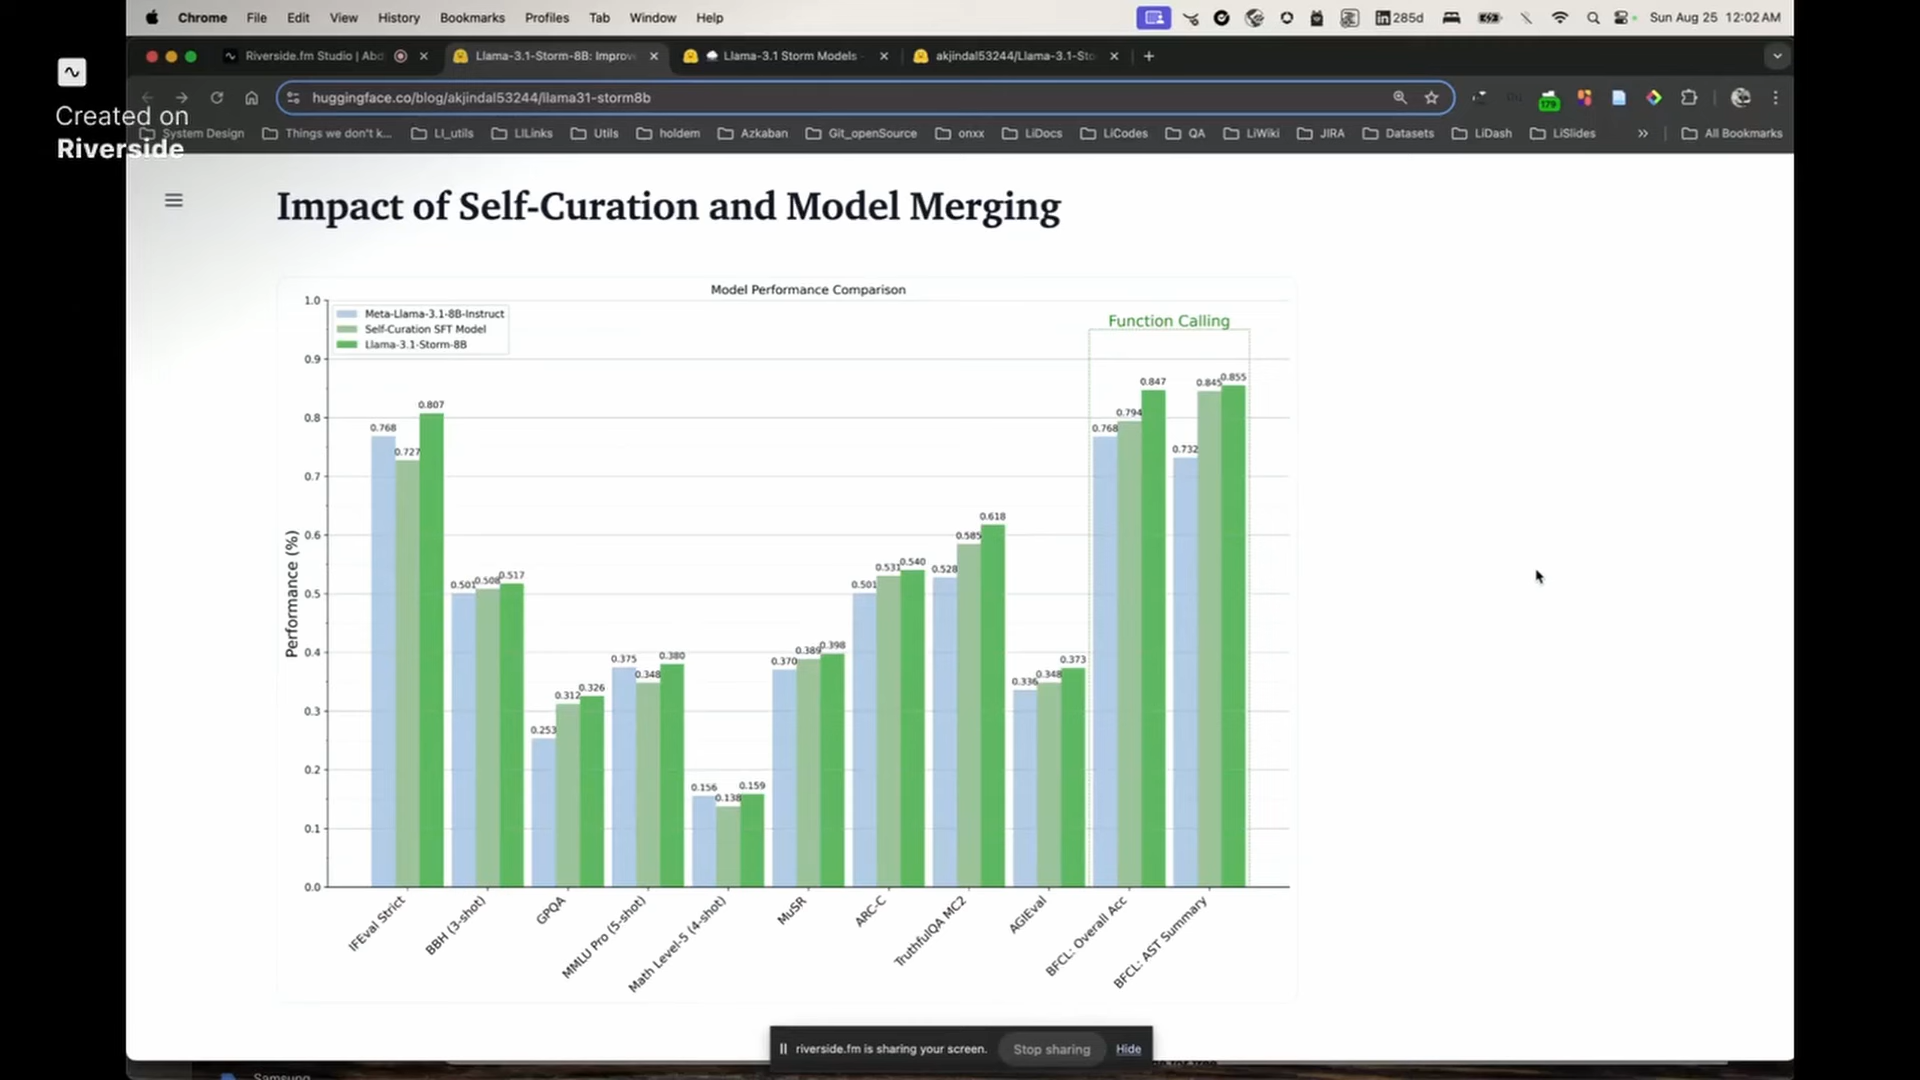 Chrome File Edit View History Bookmarks Profiles Tab Window Help in 285d Sun Aug 25 12:02 AM
Riverside.fm Studio | Abd
Llama-3.1-Storm-8B: Improv
Llama-3.1 Storm Models
akjindal53244/Llama-3.1-Sto
huggingface.co/blog/akjindal53244/llama31-storm8b
179
Created on
Riverside
System Design Things we don't k... LI_utils LILinks Utils holdem Azkaban Git_openSource onxx LiDocs LiCodes QA LiWiki JIRA Datasets LiDash LiSlides » All Bookmarks
Impact of Self-Curation and Model Merging
Model Performance Comparison
Meta-Llama-3.1-8B-Instruct
Self-Curation SFT Model
Llama-3.1-Storm-8B
Function Calling
Performance (%)
1.0
0.9
0.8
0.7
0.6
0.5
0.4
0.3
0.2
0.1
0.0
0.768 0.727 0.807
0.501 0.508 0.517
0.253 0.312 0.326
0.375 0.348 0.380
0.156 0.138 0.159
0.370 0.389 0.398
0.501 0.531 0.540
0.528 0.585 0.618
0.336 0.348 0.373
0.768 0.794 0.847
0.732 0.845 0.855
IFEval Strict
BBH (3-shot)
GPQA
MMLU Pro (5-shot)
Math Level-5 (4-shot)
MuSR
ARC-C
TruthfulQA MC2
AGIEval
BFCL: Overall Acc
BFCL: AST Summary
riverside.fm is sharing your screen. Stop sharing Hide
Samsung